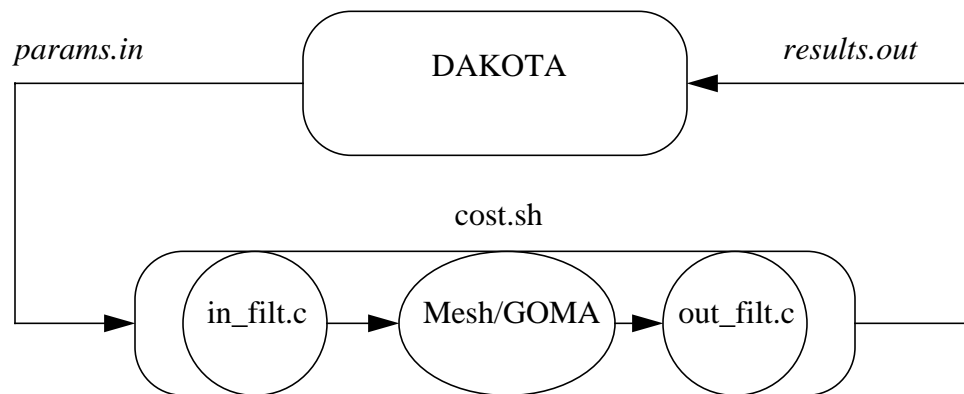 params.in
DAKOTA
results.out
cost.sh
in_filt.c
Mesh/GOMA
out_filt.c